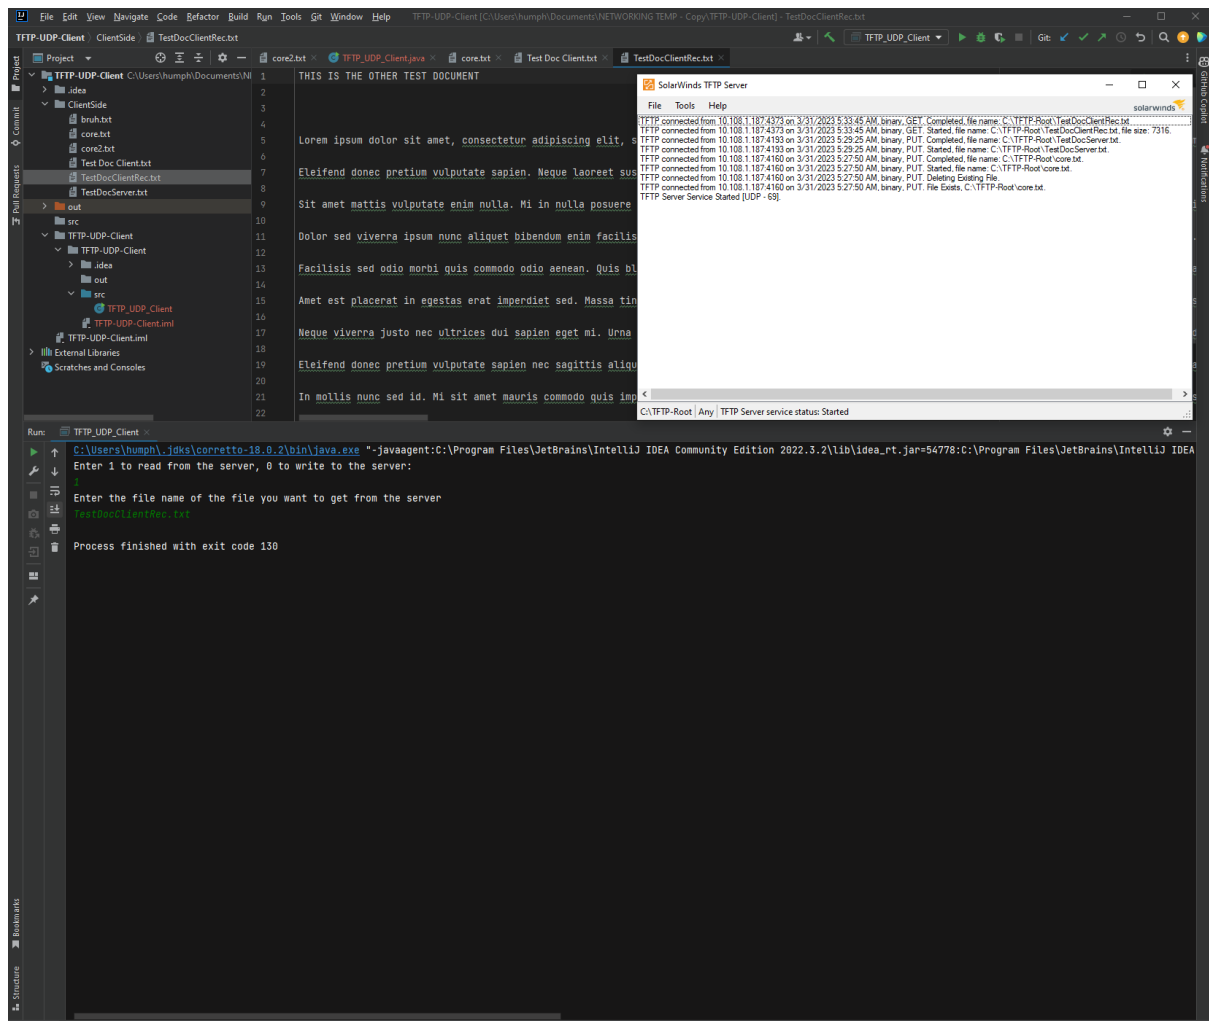 File Edit View Navigate Code Refactor Build Run Tools Git Window Help TFTP-UDP-Client [C:\Users\humph\Documents\NETWORKING TEMP - Copy\TFTP-UDP-Client] - TestDocClientRec.txt
TFTP-UDP-Client ClientSide TestDocClientRec.txt
TFTP_UDP_Client
Git:
Project
core2.txt TFTP_UDP_Client.java core.txt Test Doc Client.txt TestDocClientRec.txt
TFTP-UDP-Client C:\Users\humph\Documents\NI
.idea
ClientSide
bruh.txt
core.txt
core2.txt
Test Doc Client.txt
TestDocClientRec.txt
TestDocServer.txt
out
src
TFTP-UDP-Client
TFTP-UDP-Client
.idea
out
src
TFTP_UDP_Client
TFTP-UDP-Client.iml
TFTP-UDP-Client.iml
External Libraries
Scratches and Consoles
Project
Commit
Pull Requests
Bookmarks
Structure
1 THIS IS THE OTHER TEST DOCUMENT
2
3
4
5 Lorem ipsum dolor sit amet, consectetur adipiscing elit, s
6
7 Eleifend donec pretium vulputate sapien. Neque laoreet sus
8
9 Sit amet mattis vulputate enim nulla. Mi in nulla posuere
10
11 Dolor sed viverra ipsum nunc aliquet bibendum enim facilis
12
13 Facilisis sed odio morbi quis commodo odio aenean. Quis bl
14
15 Amet est placerat in egestas erat imperdiet sed. Massa tin
16
17 Neque viverra justo nec ultrices dui sapien eget mi. Urna
18
19 Eleifend donec pretium vulputate sapien nec sagittis aliqu
20
21 In mollis nunc sed id. Mi sit amet mauris commodo quis imp
22
SolarWinds TFTP Server
File Tools Help
solarwinds
TFTP connected from 10.108.1.187:4373 on 3/31/2023 5:33:45 AM, binary, GET. Completed, file name: C:\TFTP-Root\TestDocClientRec.txt
TFTP connected from 10.108.1.187:4373 on 3/31/2023 5:33:45 AM, binary, GET. Started, file name: C:\TFTP-Root\TestDocClientRec.txt, file size: 7316.
TFTP connected from 10.108.1.187:4193 on 3/31/2023 5:29:25 AM, binary, PUT. Completed, file name: C:\TFTP-Root\TestDocServer.txt.
TFTP connected from 10.108.1.187:4193 on 3/31/2023 5:29:25 AM, binary, PUT. Started, file name: C:\TFTP-Root\TestDocServer.txt.
TFTP connected from 10.108.1.187:4160 on 3/31/2023 5:27:50 AM, binary, PUT. Completed, file name: C:\TFTP-Root\core.txt.
TFTP connected from 10.108.1.187:4160 on 3/31/2023 5:27:50 AM, binary, PUT. Started, file name: C:\TFTP-Root\core.txt.
TFTP connected from 10.108.1.187:4160 on 3/31/2023 5:27:50 AM, binary, PUT. Deleting Existing File.
TFTP connected from 10.108.1.187:4160 on 3/31/2023 5:27:50 AM, binary, PUT. File Exists, C:\TFTP-Root\core.txt.
TFTP Server Service Started [UDP - 69].
C:\TFTP-Root Any TFTP Server service status: Started
GitHub Copilot
Notifications
Run: TFTP_UDP_Client
C:\Users\humph\.jdks\corretto-18.0.2\bin\java.exe "-javaagent:C:\Program Files\JetBrains\IntelliJ IDEA Community Edition 2022.3.2\lib\idea_rt.jar=54778:C:\Program Files\JetBrains\IntelliJ IDEA
Enter 1 to read from the server, 0 to write to the server:
1
Enter the file name of the file you want to get from the server
TestDocClientRec.txt
Process finished with exit code 130